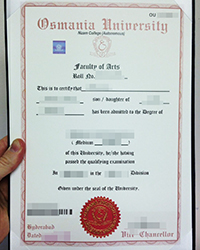 OU
Osmania University
Nizam College (Autonomous)
Faculty of Arts
Roll No.
This is to certify that
son / daughter of
has been admitted to the Degree of
( Medium
of this University, he/she having
passed the qualifying examination
In in the Division
Given under the seal of the University.
Hyderabad
Dated
Vice-Chancellor